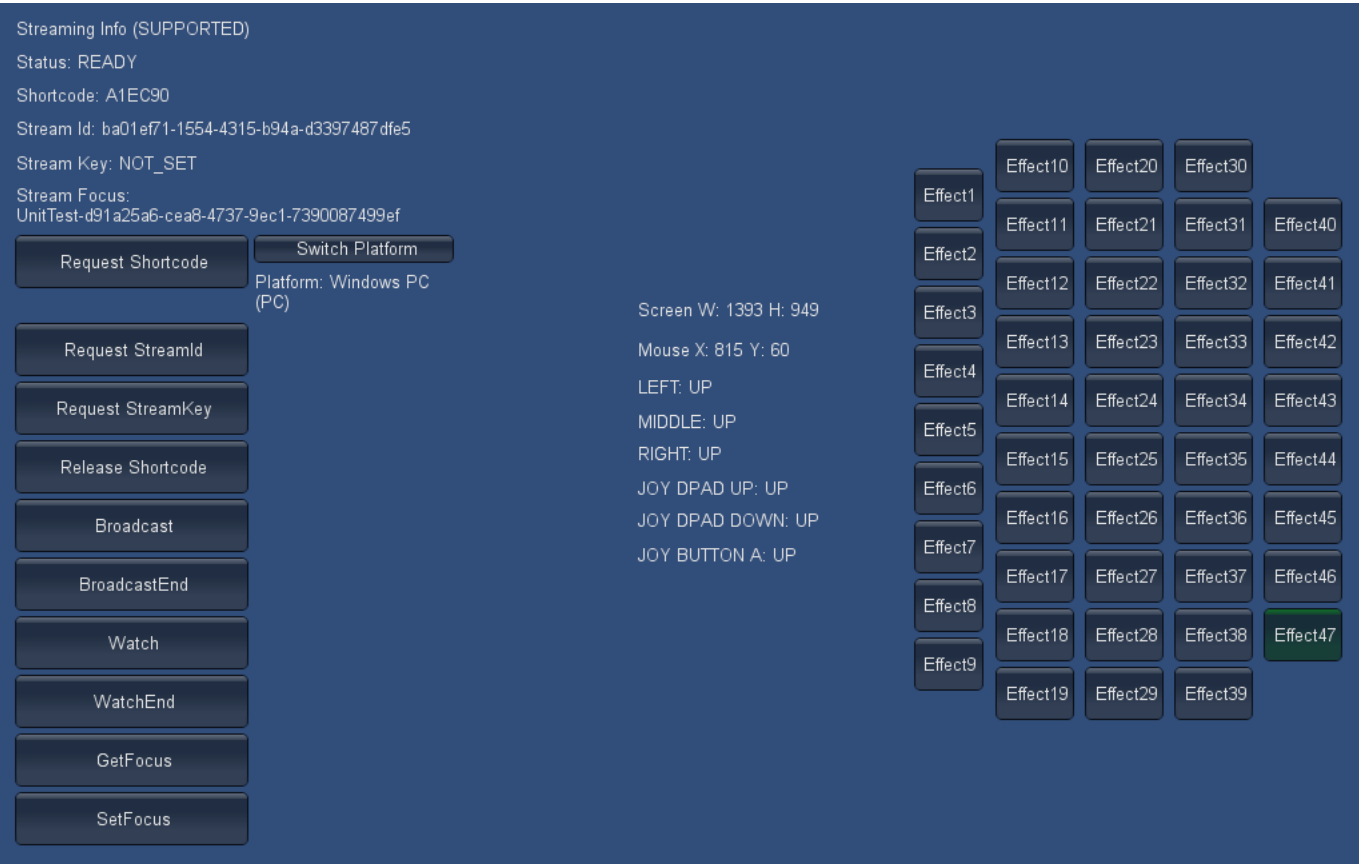 Streaming Info (SUPPORTED)
Status: READY
Shortcode: A1EC90
Stream Id: ba01ef71-1554-4315-b94a-d3397487dfe5
Stream Key: NOT_SET
Stream Focus:
UnitTest-d91a25a6-cea8-4737-9ec1-7390087499ef
Request Shortcode
Switch Platform
Platform: Windows PC
(PC)
Request StreamId
Request StreamKey
Release Shortcode
Broadcast
BroadcastEnd
Watch
WatchEnd
GetFocus
SetFocus
Screen W: 1393 H: 949
Mouse X: 815 Y: 60
LEFT: UP
MIDDLE: UP
RIGHT: UP
JOY DPAD UP: UP
JOY DPAD DOWN: UP
JOY BUTTON A: UP
Effect1
Effect2
Effect3
Effect4
Effect5
Effect6
Effect7
Effect8
Effect9
Effect10
Effect11
Effect12
Effect13
Effect14
Effect15
Effect16
Effect17
Effect18
Effect19
Effect20
Effect21
Effect22
Effect23
Effect24
Effect25
Effect26
Effect27
Effect28
Effect29
Effect30
Effect31
Effect32
Effect33
Effect34
Effect35
Effect36
Effect37
Effect38
Effect39
Effect40
Effect41
Effect42
Effect43
Effect44
Effect45
Effect46
Effect47